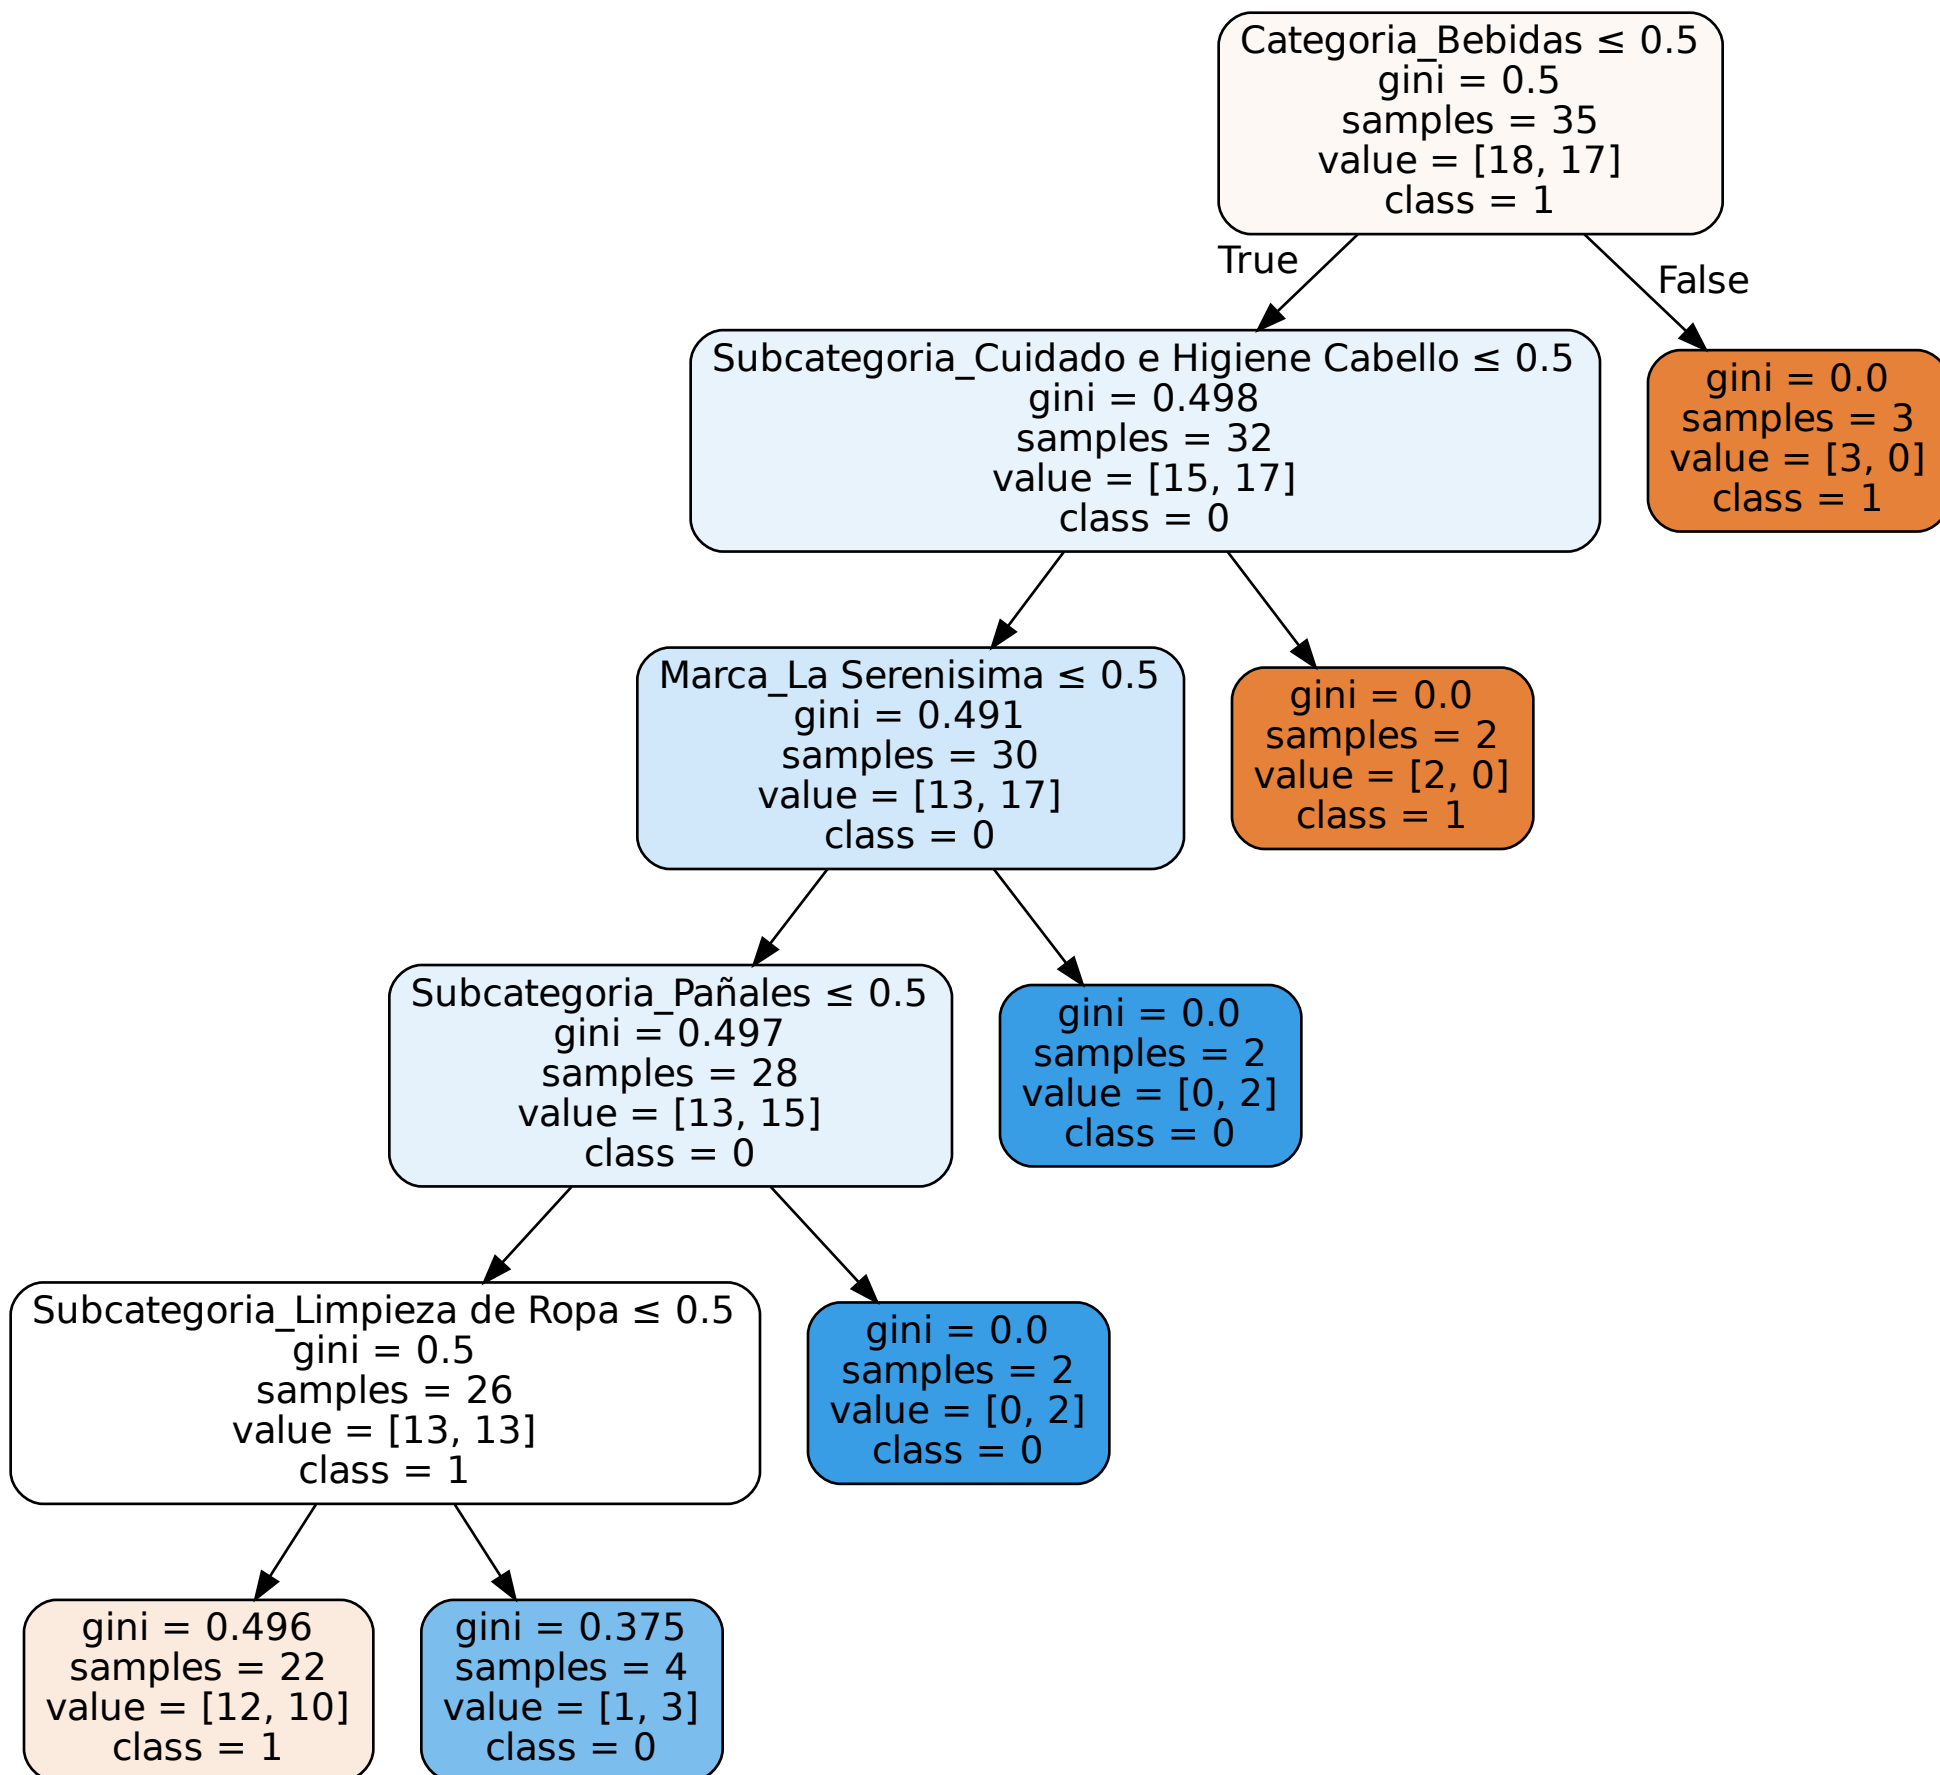 Categoria_Bebidas ≤ 0.5
gini = 0.5
samples = 35
value = [18, 17]
class = 1
True
False
Subcategoria_Cuidado e Higiene Cabello ≤ 0.5
gini = 0.498
samples = 32
value = [15, 17]
class = 0
gini = 0.0
samples = 3
value = [3, 0]
class = 1
Marca_La Serenisima ≤ 0.5
gini = 0.491
samples = 30
value = [13, 17]
class = 0
gini = 0.0
samples = 2
value = [2, 0]
class = 1
Subcategoria_Pañales ≤ 0.5
gini = 0.497
samples = 28
value = [13, 15]
class = 0
gini = 0.0
samples = 2
value = [0, 2]
class = 0
Subcategoria_Limpieza de Ropa ≤ 0.5
gini = 0.5
samples = 26
value = [13, 13]
class = 1
gini = 0.0
samples = 2
value = [0, 2]
class = 0
gini = 0.496
samples = 22
value = [12, 10]
class = 1
gini = 0.375
samples = 4
value = [1, 3]
class = 0